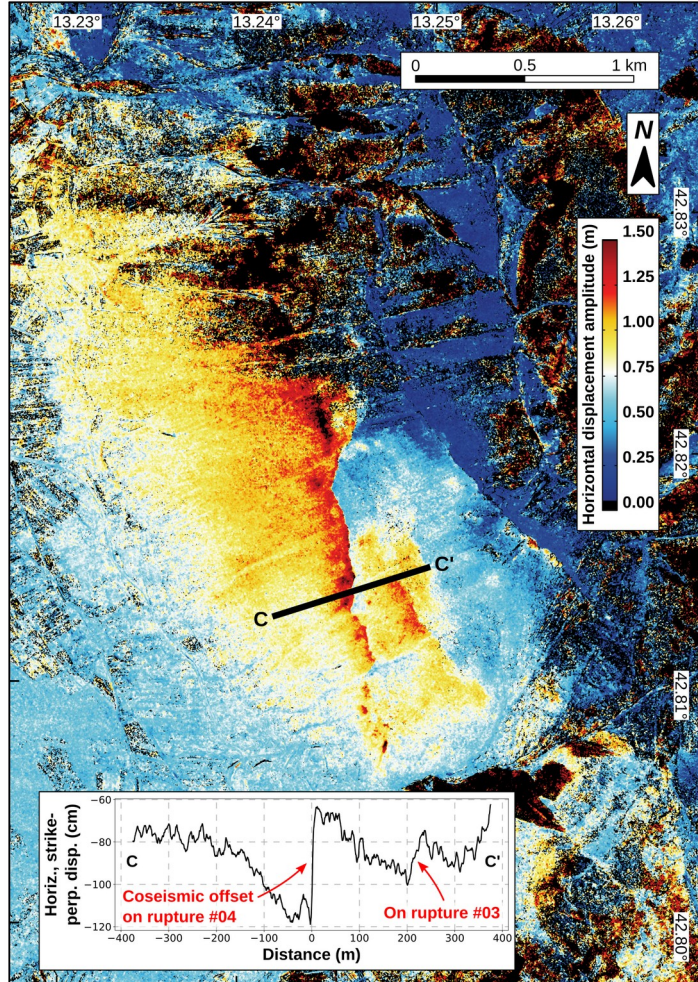 13.23° 13.24° 13.25° 13.26°
0 0.5 1 km
N
42.83°
Horizontal displacement amplitude (m)
1.50
1.25
1.00
0.75
0.50
0.25
0.00
42.82°
C'
C
42.81°
Horiz., strike-
perp. disp. (cm)
−60
−80
−100
−120
C
C'
Coseismic offset
on rupture #04
On rupture #03
−400 −300 −200 −100 0 100 200 300 400
Distance (m)
42.80°